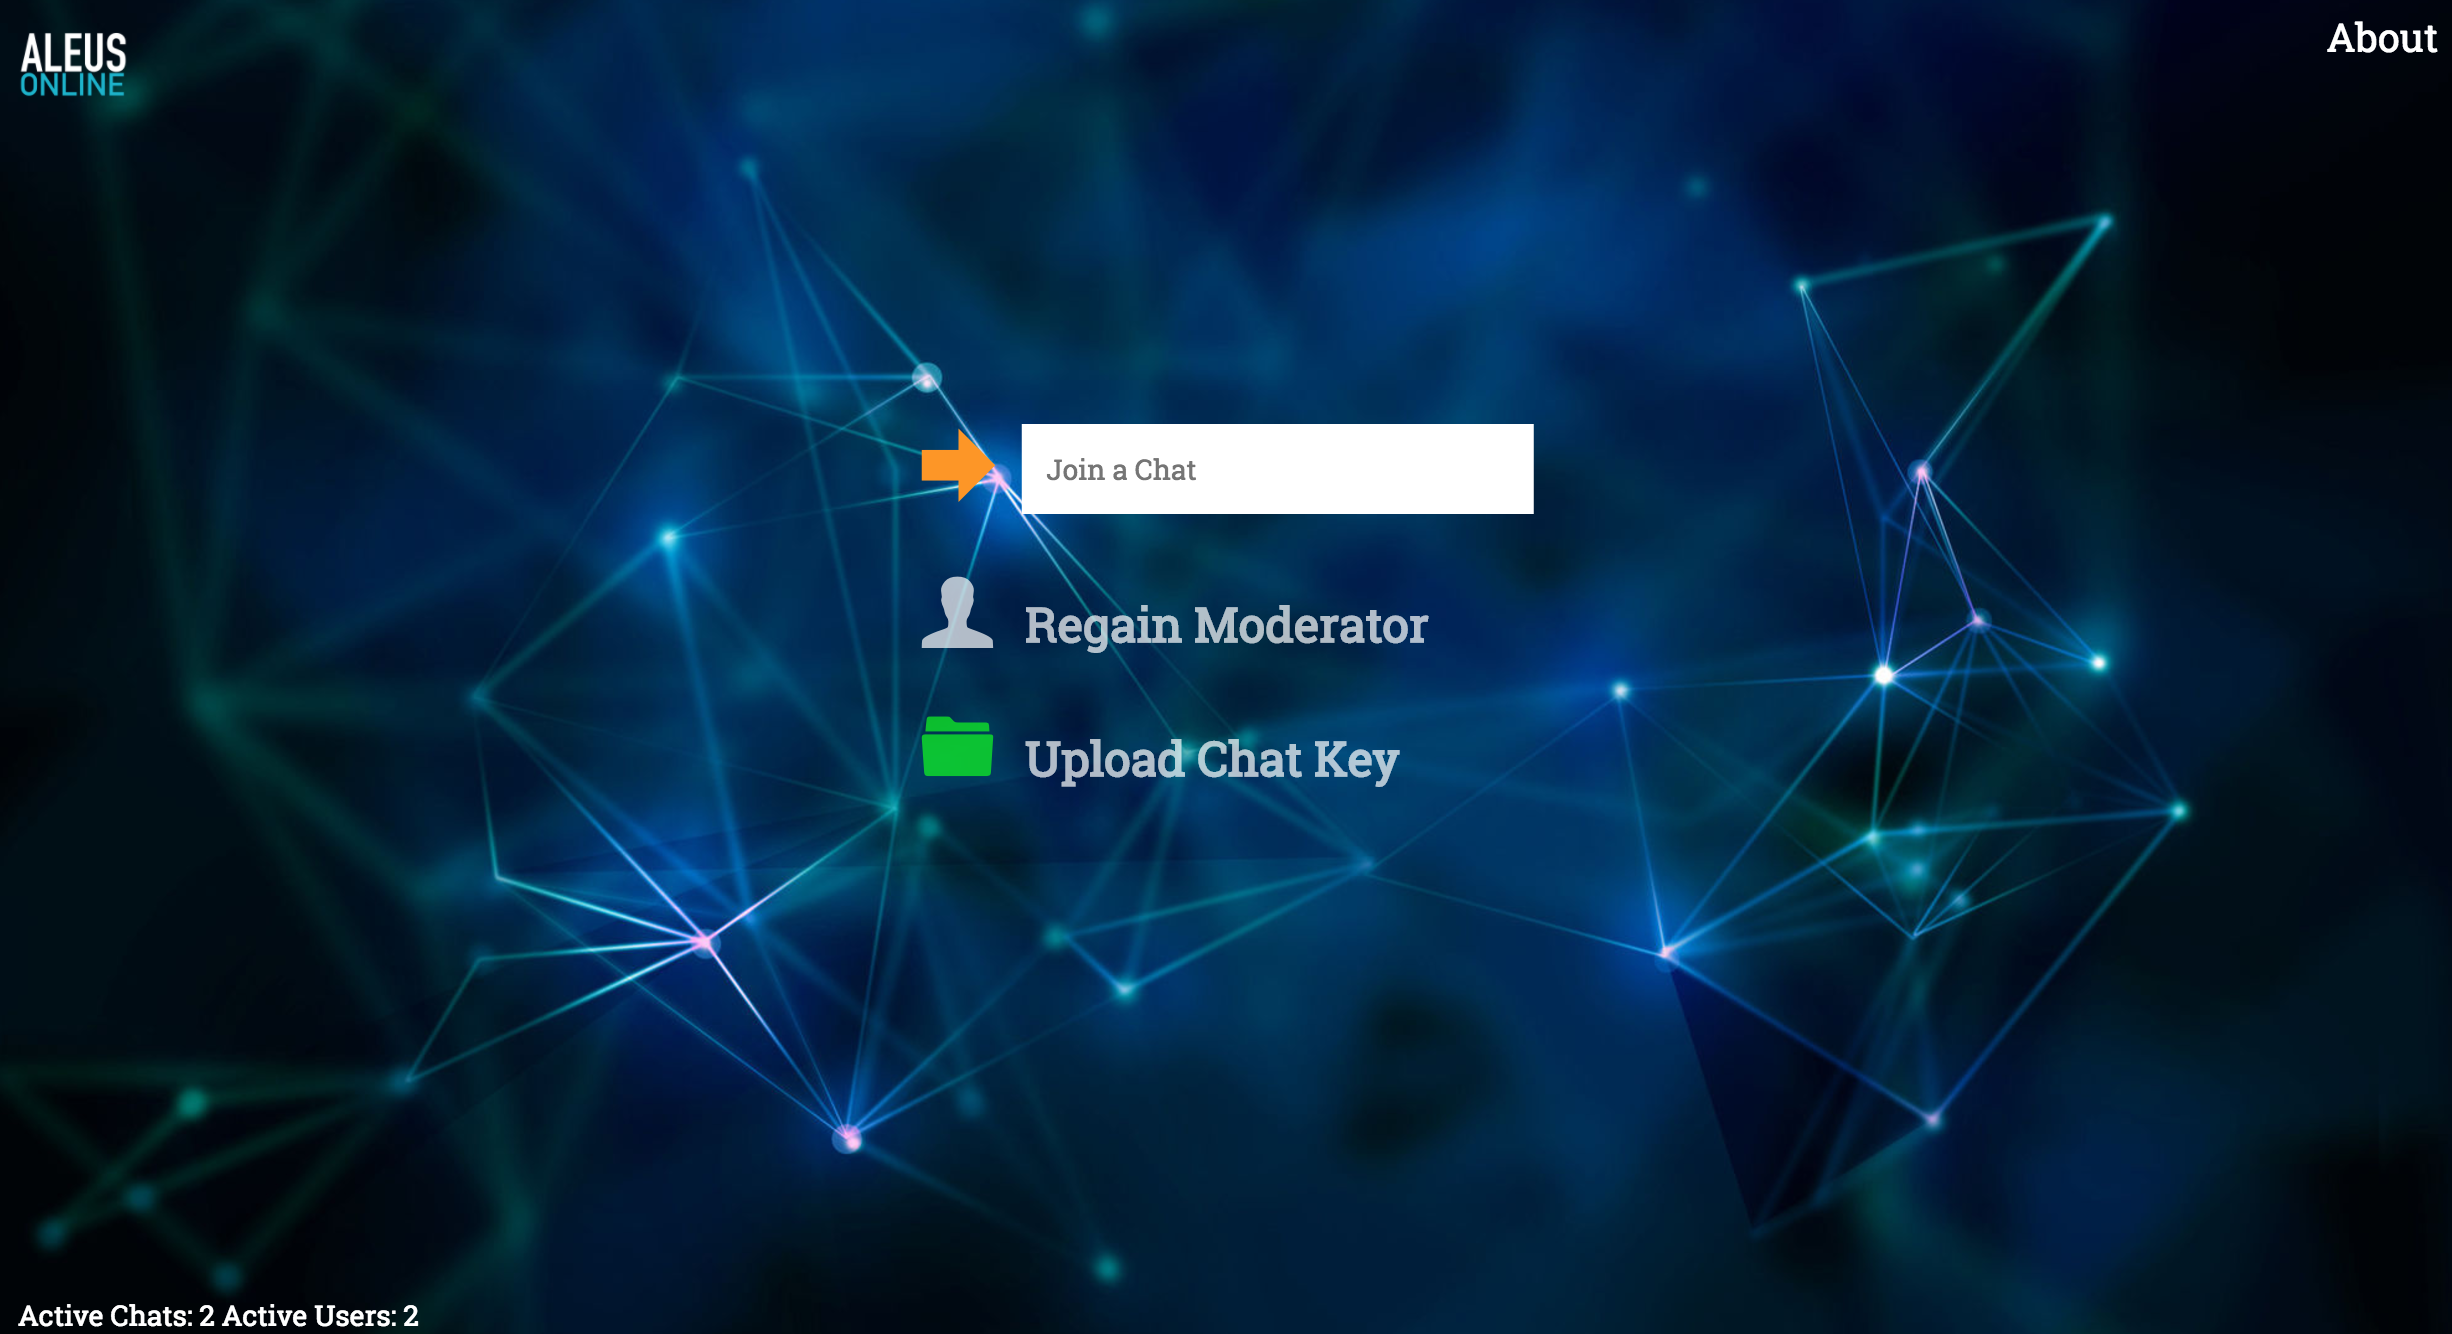 ALEUS
ONLINE
About
Join a Chat
Regain Moderator
Upload Chat Key
Active Chats: 2 Active Users: 2